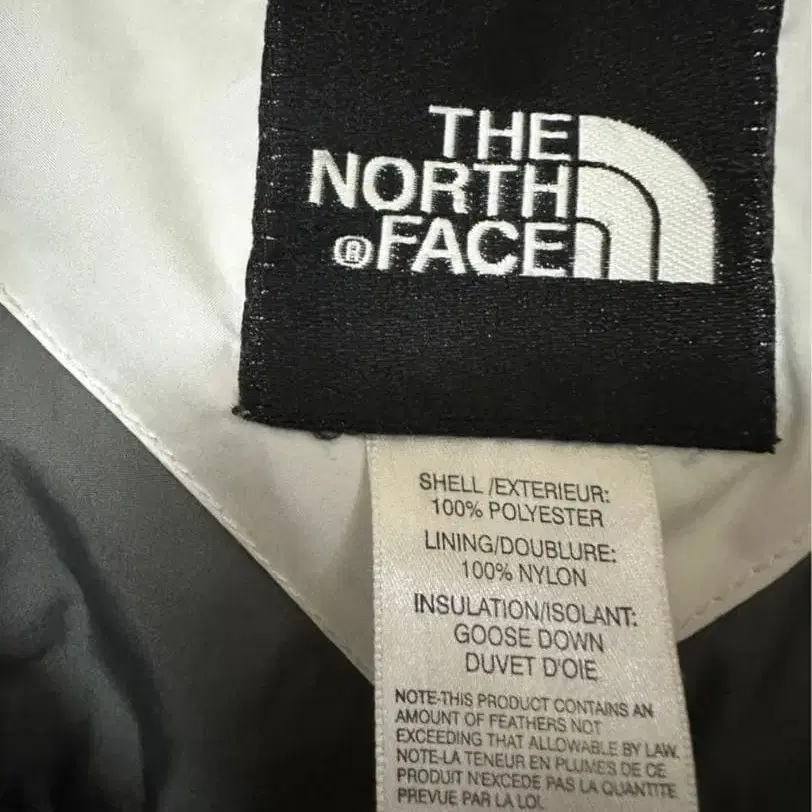 THE
NORTH
®FACE
SHELL/EXTERIEUR:
100% POLYESTER
LINING/DOUBLURE:
100% NYLON
INSULATION/ISOLANT:
GOOSE DOWN
DUVET D'OIE
NOTE-THIS PRODUCT CONTAINS AN
AMOUNT OF FEATHERS NOT
EXCEEDING THAT ALLOWABLE BY LAW.
NOTE-LA TENEUR EN PLUMES DE CE
PRODUIT N'EXCEDE PAS LA QUANTITE
PREVUE PAR LA LOI.